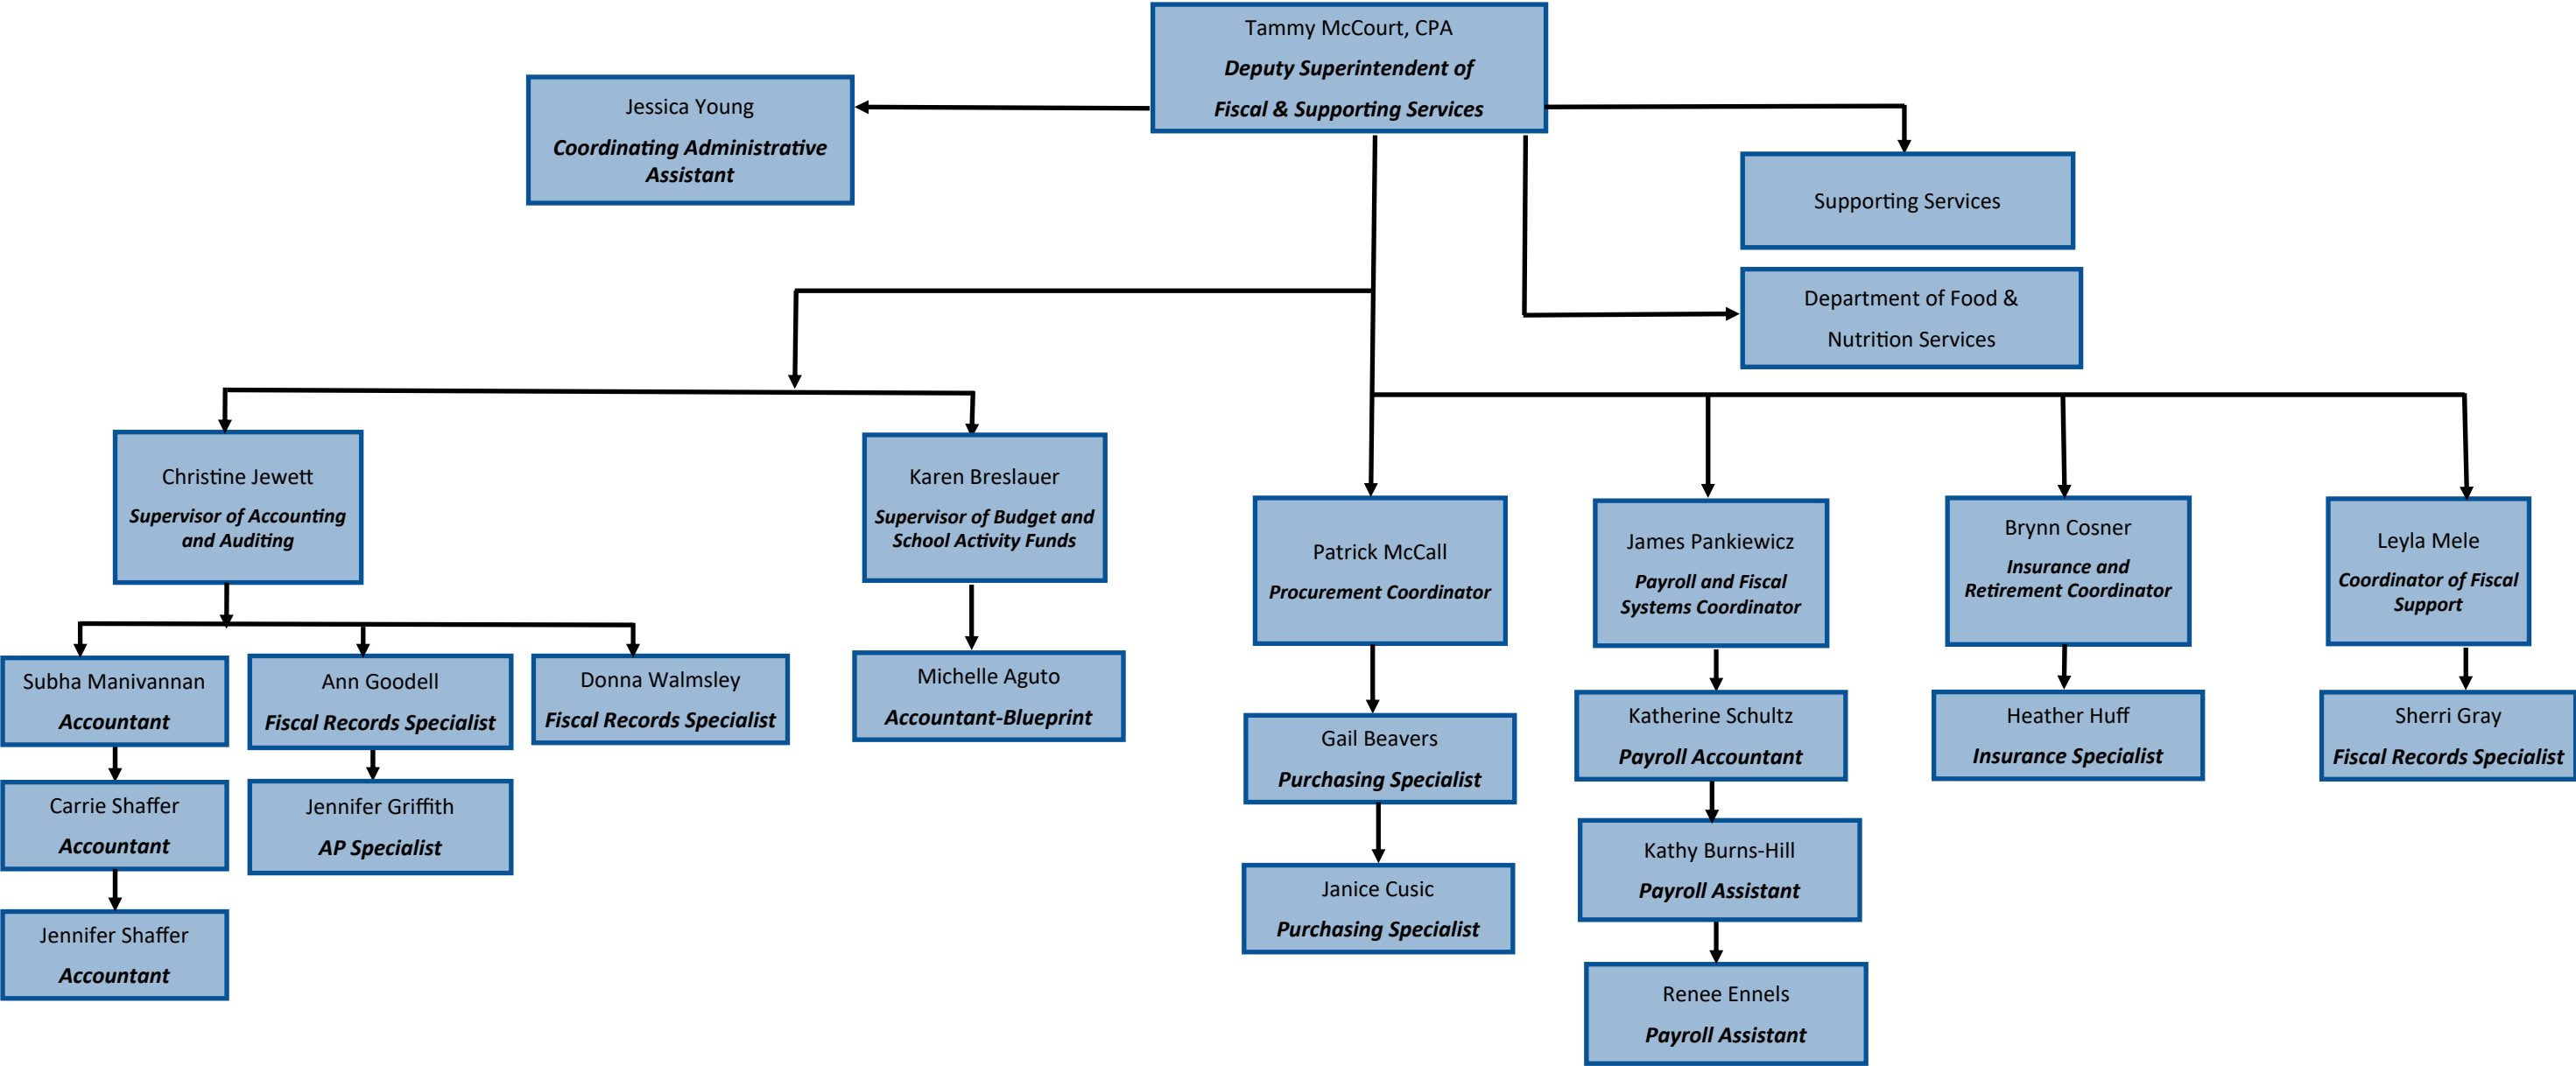 Tammy McCourt, CPA
Deputy Superintendent of
Fiscal & Supporting Services
Jessica Young
Coordinating Administrative
Assistant
Supporting Services
Department of Food &
Nutrition Services
Christine Jewett
Supervisor of Accounting
and Auditing
Karen Breslauer
Supervisor of Budget and
School Activity Funds
Patrick McCall
Procurement Coordinator
James Pankiewicz
Payroll and Fiscal
Systems Coordinator
Brynn Cosner
Insurance and
Retirement Coordinator
Leyla Mele
Coordinator of Fiscal
Support
Subha Manivannan
Accountant
Ann Goodell
Fiscal Records Specialist
Donna Walmsley
Fiscal Records Specialist
Michelle Aguto
Accountant-Blueprint
Gail Beavers
Purchasing Specialist
Katherine Schultz
Payroll Accountant
Heather Huff
Insurance Specialist
Sherri Gray
Fiscal Records Specialist
Carrie Shaffer
Accountant
Jennifer Griffith
AP Specialist
Kathy Burns-Hill
Payroll Assistant
Janice Cusic
Purchasing Specialist
Jennifer Shaffer
Accountant
Renee Ennels
Payroll Assistant